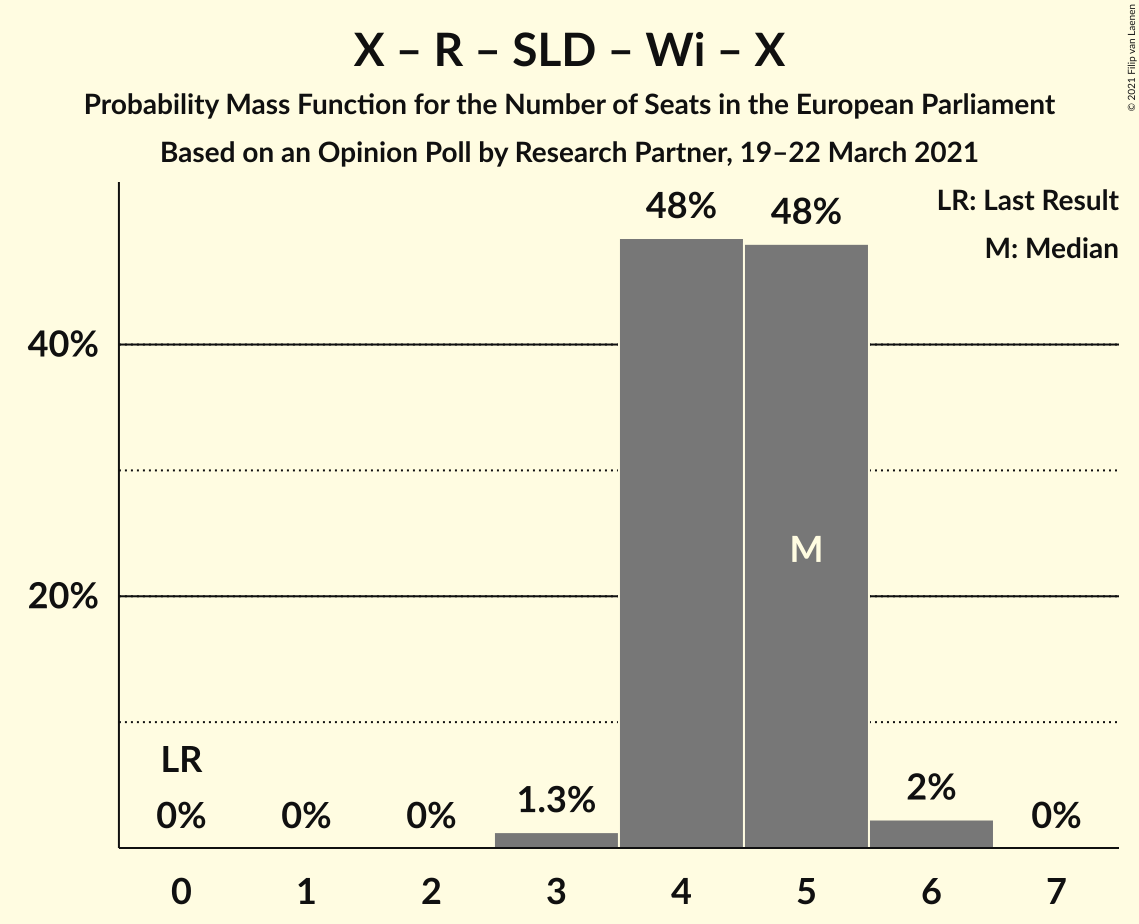 X – R – SLD – Wi – X
Probability Mass Function for the Number of Seats in the European Parliament
Based on an Opinion Poll by Research Partner, 19–22 March 2021
© 2021 Filip van Laenen
LR: Last Result
M: Median
48%
48%
40%
M
20%
LR
0%
0%
0%
1.3%
2%
0%
0
1
2
3
4
5
6
7